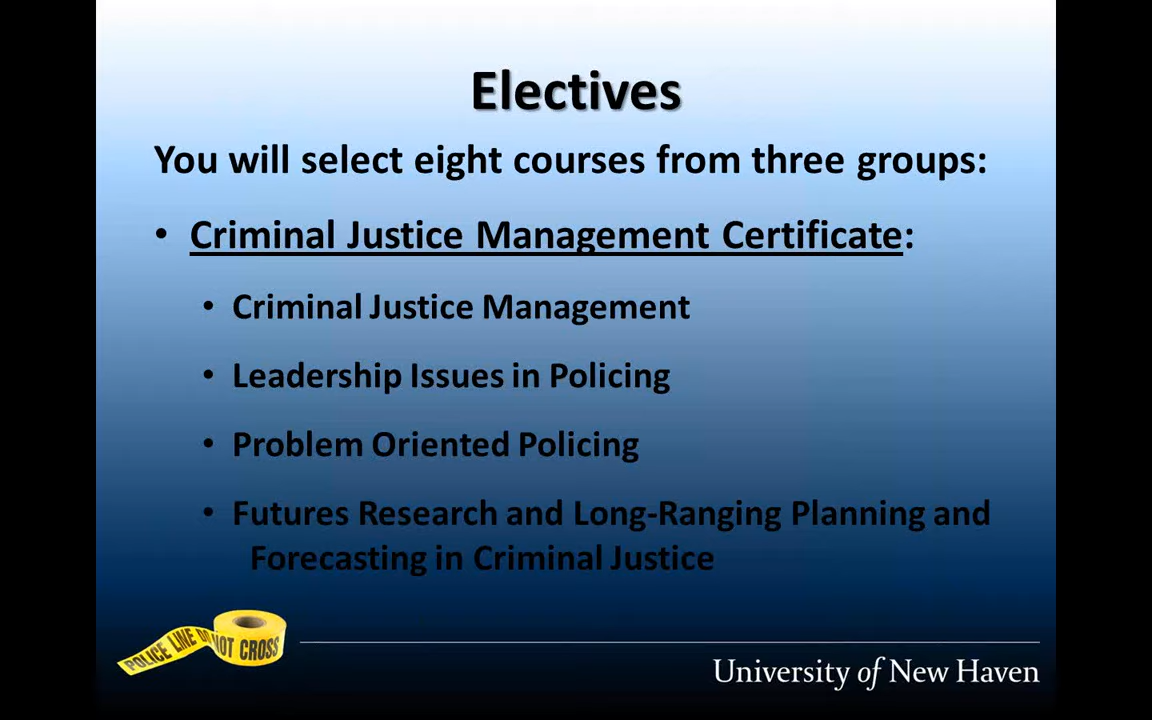 Electives
You will select eight courses from three groups:
• Criminal Justice Management Certificate:
• Criminal Justice Management
• Leadership Issues in Policing
• Problem Oriented Policing
• Futures Research and Long-Ranging Planning and
Forecasting in Criminal Justice
POLICE LINE DO NOT CROSS
University of New Haven